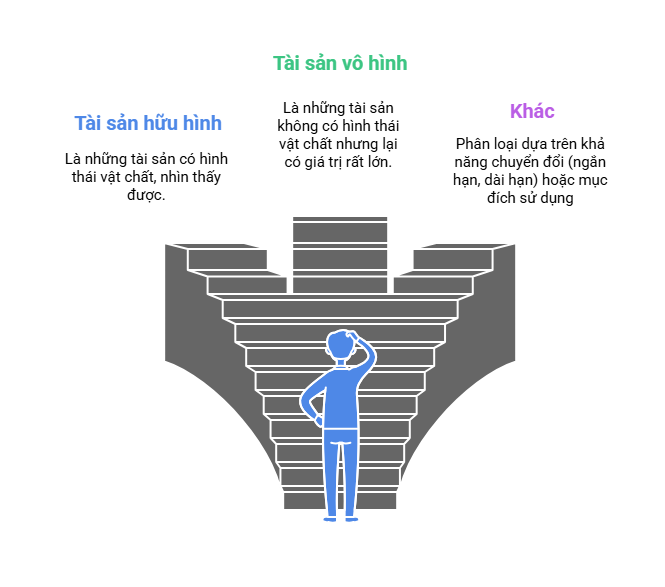 Tài sản hữu hình
Là những tài sản có hình
thái vật chất, nhìn thấy
được.
Tài sản vô hình
Là những tài sản
không có hình thái
vật chất nhưng lại
có giá trị rất lớn.
Khác
Phân loại dựa trên khả
năng chuyển đổi (ngắn
hạn, dài hạn) hoặc mục
đích sử dụng